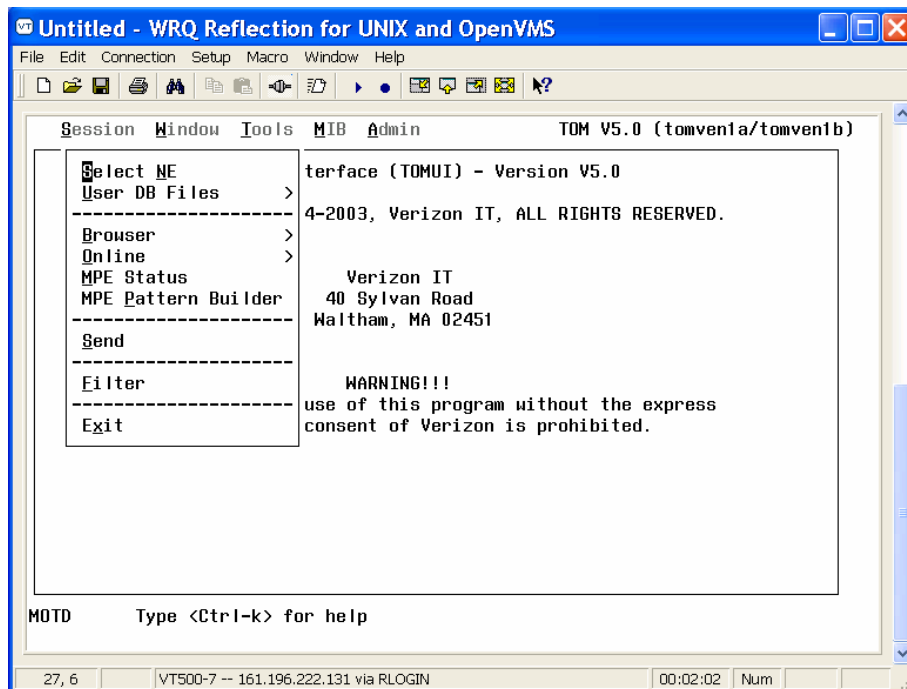 Untitled - WRQ Reflection for UNIX and OpenVMS
File Edit Connection Setup Macro Window Help
Session Window Tools MIB Admin TOM V5.0 (tomven1a/tomven1b)
Select NE terface (TOMUI) - Version V5.0
User DB Files >
4-2003, Verizon IT, ALL RIGHTS RESERVED.
Browser >
Online >
MPE Status Verizon IT
MPE Pattern Builder 40 Sylvan Road
Waltham, MA 02451
Send
Filter WARNING!!!
use of this program without the express
Exit consent of Verizon is prohibited.
MOTD Type <Ctrl-k> for help
27, 6 VT500-7 -- 161.196.222.131 via RLOGIN 00:02:02 Num